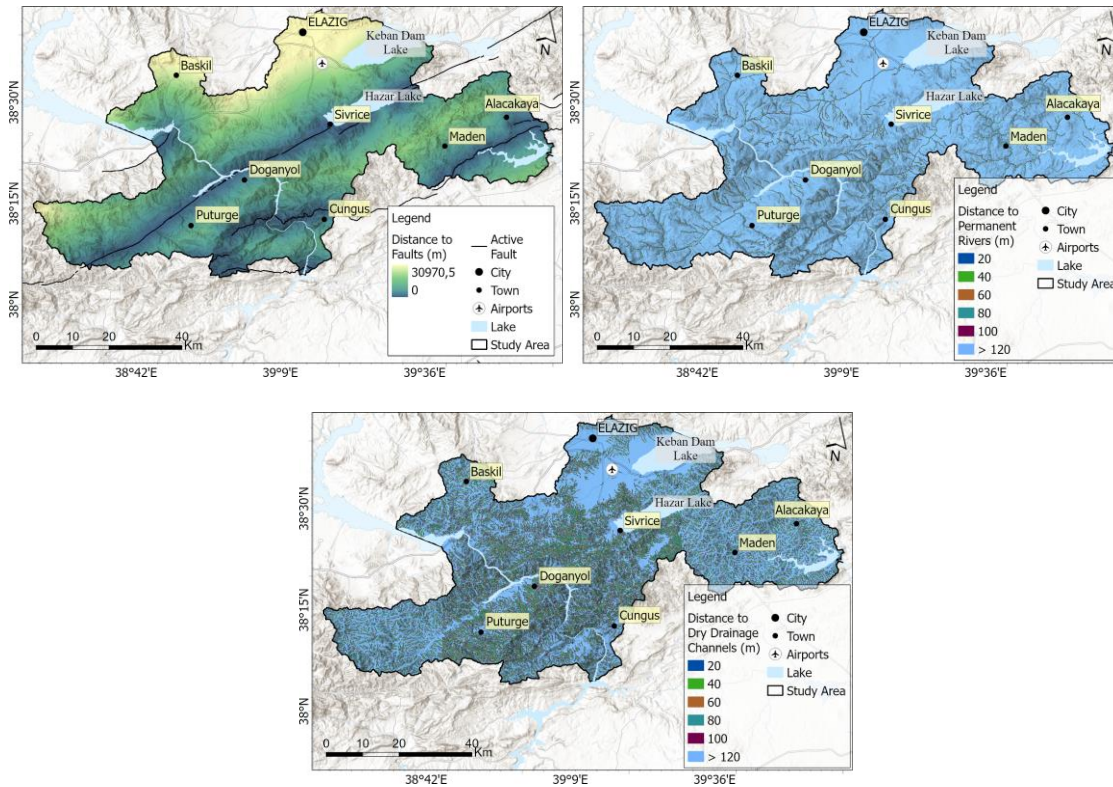 ELAZIG
Keban Dam
Lake
N
Baskil
Hazar Lake
Alacakaya
Sivrice
Maden
Doganyol
Puturge
Cungus
38°30'N
38°15'N
38°N
Legend
Distance to
Faults (m)
30970,5
0
Active
Fault
City
Town
Airports
Lake
Study Area
0 10 20 40
Km
38°42'E 39°9'E 39°36'E
ELAZIG
Keban Dam
Lake
N
Baskil
Hazar Lake
Alacakaya
Sivrice
Maden
Doganyol
Puturge
Cungus
38°30'N
38°15'N
38°N
Legend
Distance to
Permanent
Rivers (m)
20
40
60
80
100
> 120
City
Town
Airports
Lake
Study Area
0 10 20 40
Km
38°42'E 39°9'E 39°36'E
ELAZIG
Keban Dam
Lake
N
Baskil
Hazar Lake
Alacakaya
Sivrice
Maden
Doganyol
Puturge
Cungus
38°30'N
38°15'N
38°N
Legend
Distance to
Dry Drainage
Channels (m)
20
40
60
80
100
> 120
City
Town
Airports
Lake
Study Area
0 10 20 40
Km
38°42'E 39°9'E 39°36'E